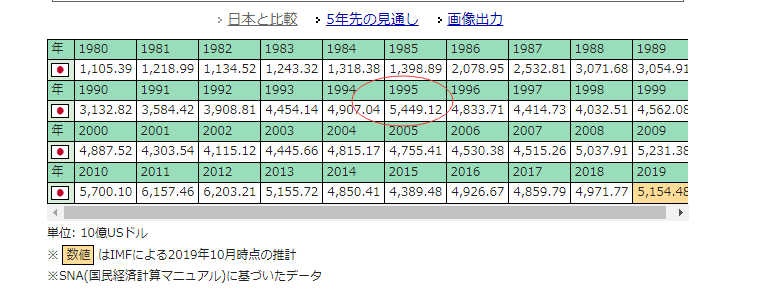 日本と比較 5年先の見通し 画像出力
年 1980 1981 1982 1983 1984 1985 1986 1987 1988 1989
1,105.39 1,218.99 1,134.52 1,243.32 1,318.38 1,398.89 2,078.95 2,532.81 3,071.68 3,054.91
年 1990 1991 1992 1993 1994 1995 1996 1997 1998 1999
3,132.82 3,584.42 3,908.81 4,454.14 4,907.04 5,449.12 4,833.71 4,414.73 4,032.51 4,562.08
年 2000 2001 2002 2003 2004 2005 2006 2007 2008 2009
4,887.52 4,303.54 4,115.12 4,445.66 4,815.17 4,755.41 4,530.38 4,515.26 5,037.91 5,231.38
年 2010 2011 2012 2013 2014 2015 2016 2017 2018 2019
5,700.10 6,157.46 6,203.21 5,155.72 4,850.41 4,389.48 4,926.67 4,859.79 4,971.77 5,154.48
単位: 10億USドル
※ 数値 はIMFによる2019年10月時点の推計
※SNA(国民経済計算マニュアル)に基づいたデータ